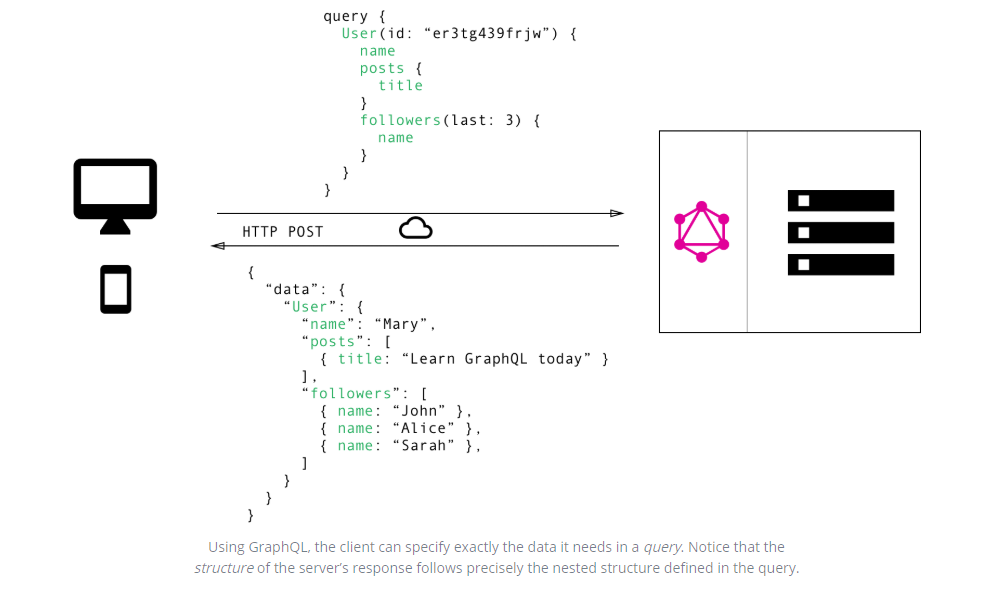 query {
  User(id: “er3tg439frjw”) {
    name
    posts {
      title
    }
    followers(last: 3) {
      name
    }
  }
}
HTTP POST
{
  “data”: {
    “User”: {
      “name”: “Mary”,
      “posts”: [
        { title: “Learn GraphQL today” }
      ],
      “followers”: [
        { name: “John” },
        { name: “Alice” },
        { name: “Sarah” },
      ]
    }
  }
}
Using GraphQL, the client can specify exactly the data it needs in a query. Notice that the
structure of the server’s response follows precisely the nested structure defined in the query.